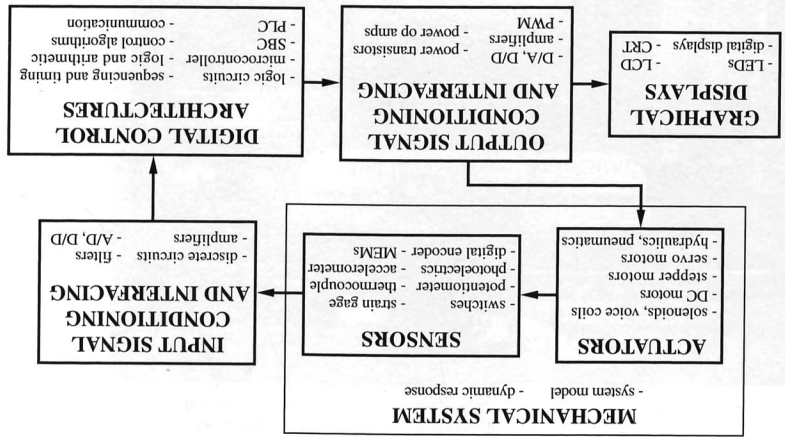 MECHANICAL SYSTEM
- system model - dynamic response
ACTUATORS
- solenoids, voice coils
- DC motors
- stepper motors
- servo motors
- hydraulics, pneumatics
SENSORS
- switches - strain gage
- potentiometer - thermocouple
- photoelectrics - accelerometer
- digital encoder - MEMs
INPUT SIGNAL
CONDITIONING
AND INTERFACING
- discrete circuits - filters
- amplifiers - A/D, D/D
GRAPHICAL
DISPLAYS
- LEDs - LCD
- digital displays - CRT
OUTPUT SIGNAL
CONDITIONING
AND INTERFACING
- D/A, D/D - power transistors
- amplifiers - power op amps
- PWM
DIGITAL CONTROL
ARCHITECTURES
- logic circuits - sequencing and timing
- microcontroller - logic and arithmetic
- SBC - control algorithms
- PLC - communication